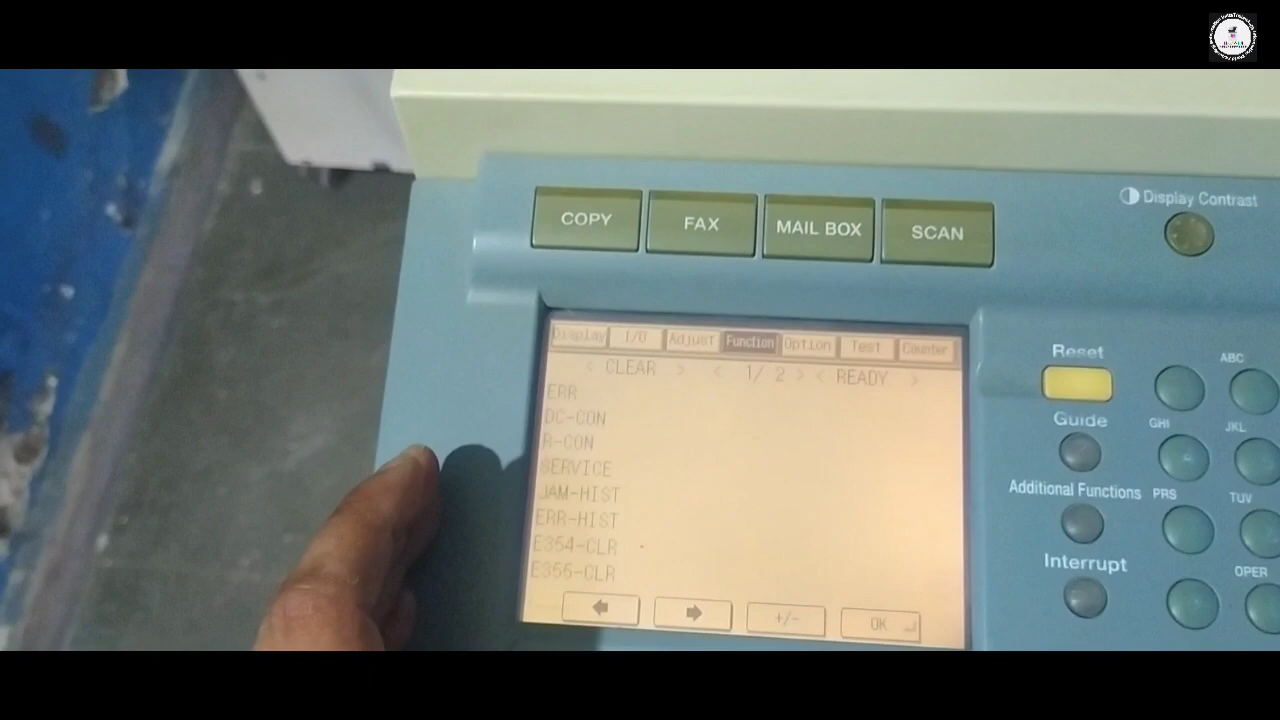 COPY
FAX
MAIL BOX
SCAN
Display Contrast
Display I/O Adjust Function Option Test Counter
< CLEAR > < 1/ 2 > < READY >
ERR
DC-CON
R-CON
SERVICE
JAM-HIST
ERR-HIST
E354-CLR
E355-CLR
+/-
OK
Reset
Guide
Additional Functions
Interrupt
ABC
GHI
JKL
PRS
TUV
OPER